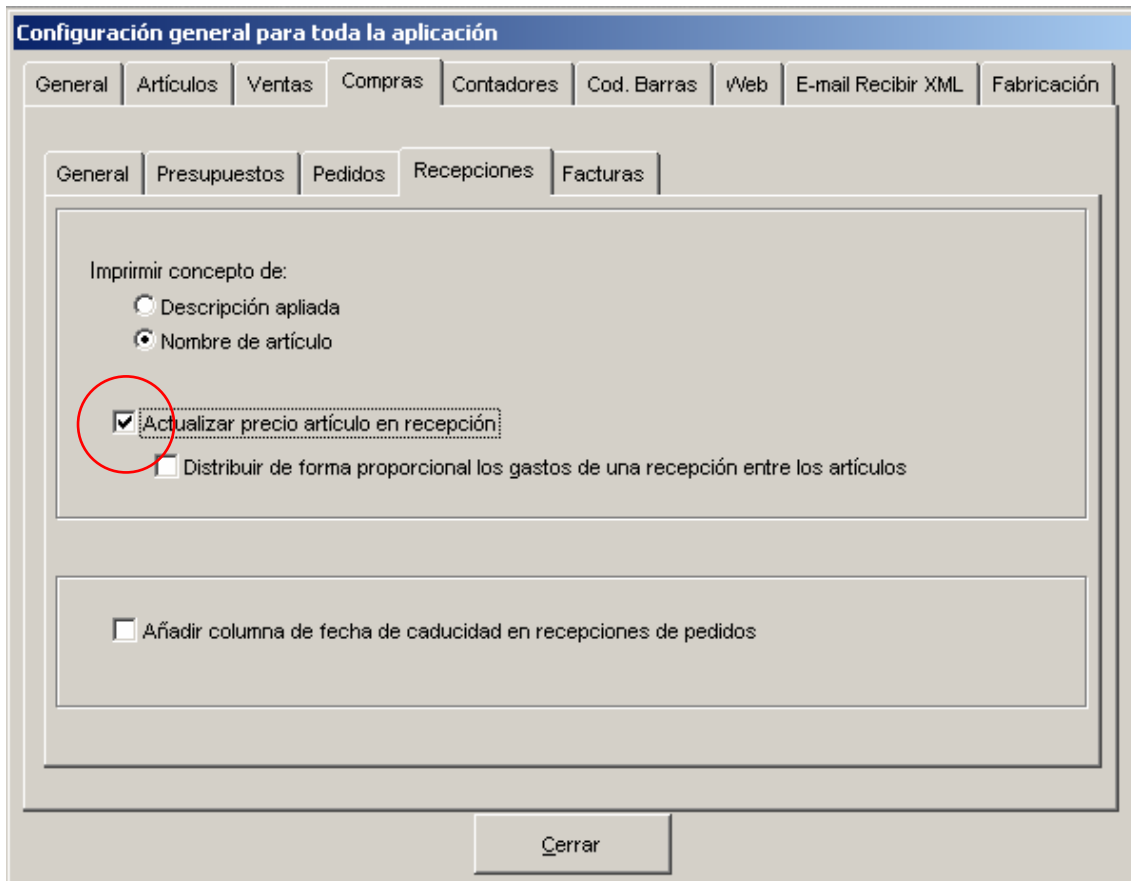 Configuración general para toda la aplicación
General Artículos Ventas Compras Contadores Cod. Barras Web E-mail Recibir XML Fabricación
General Presupuestos Pedidos Recepciones Facturas
Imprimir concepto de:
Descripción apliada
Nombre de artículo
Actualizar precio artículo en recepción
Distribuir de forma proporcional los gastos de una recepción entre los artículos
Añadir columna de fecha de caducidad en recepciones de pedidos
Cerrar